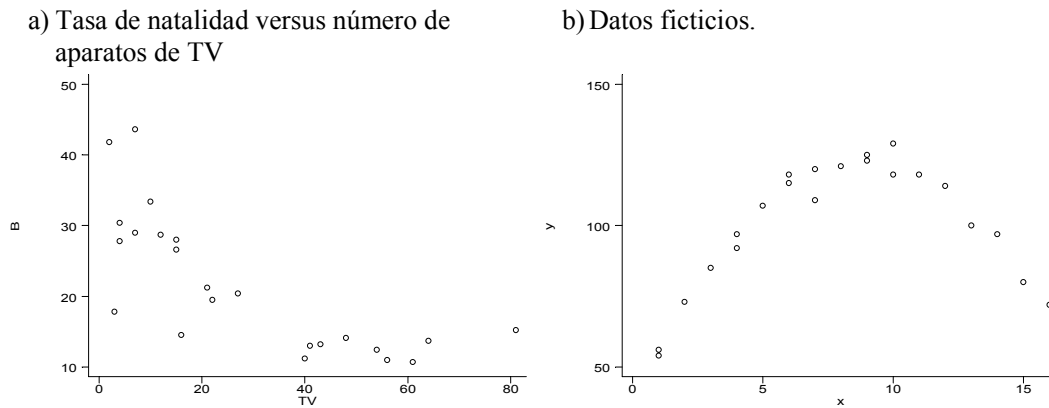 a) Tasa de natalidad versus número de
aparatos de TV
50
40
30
20
10
B
0
20
40
60
80
TV
b) Datos ficticios.
150
100
50
y
0
5
10
15
x